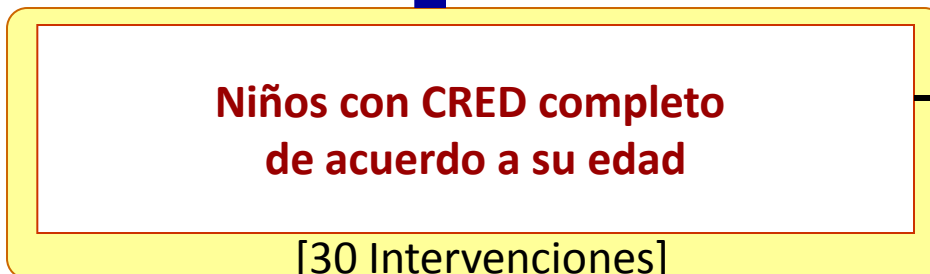 Niños con CRED completo
de acuerdo a su edad
[30 Intervenciones]